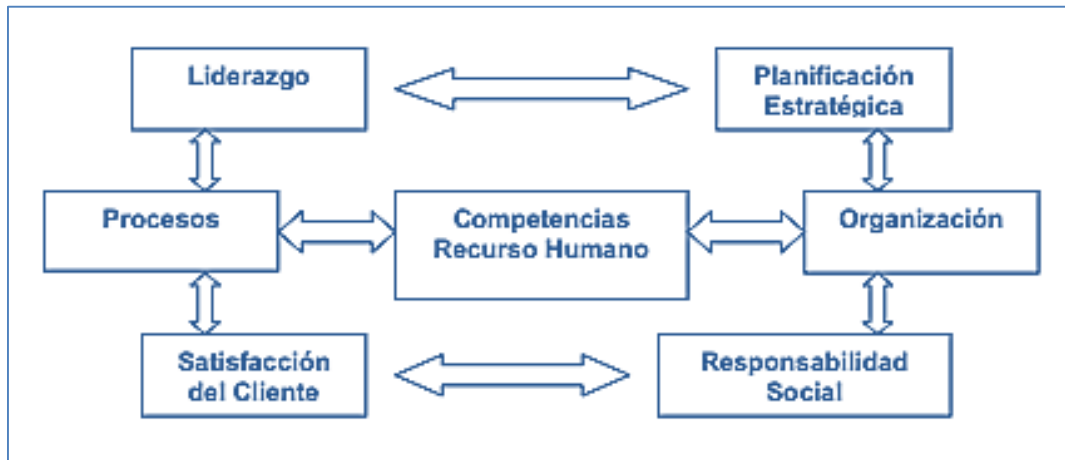 Liderazgo
Planificación
Estratégica
Procesos
Competencias
Recurso Humano
Organización
Satisfacción
del Cliente
Responsabilidad
Social